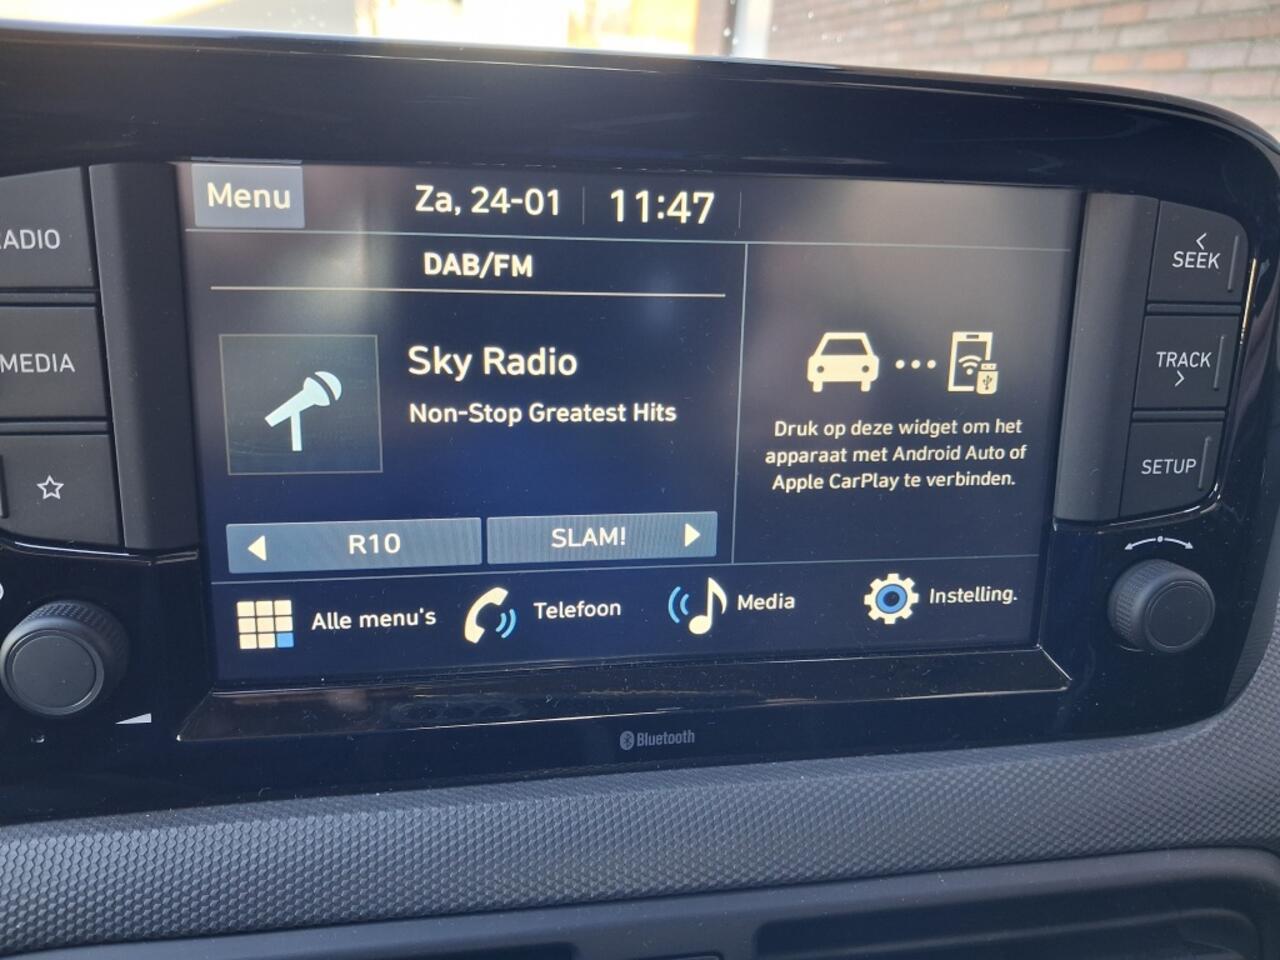 Menu
Za, 24-01
11:47
DAB/FM
Sky Radio
Non-Stop Greatest Hits
R10
SLAM!
Druk op deze widget om het
apparaat met Android Auto of
Apple CarPlay te verbinden.
Alle menu's
Telefoon
Media
Instelling.
ADIO
MEDIA
SEEK
TRACK
SETUP
Bluetooth